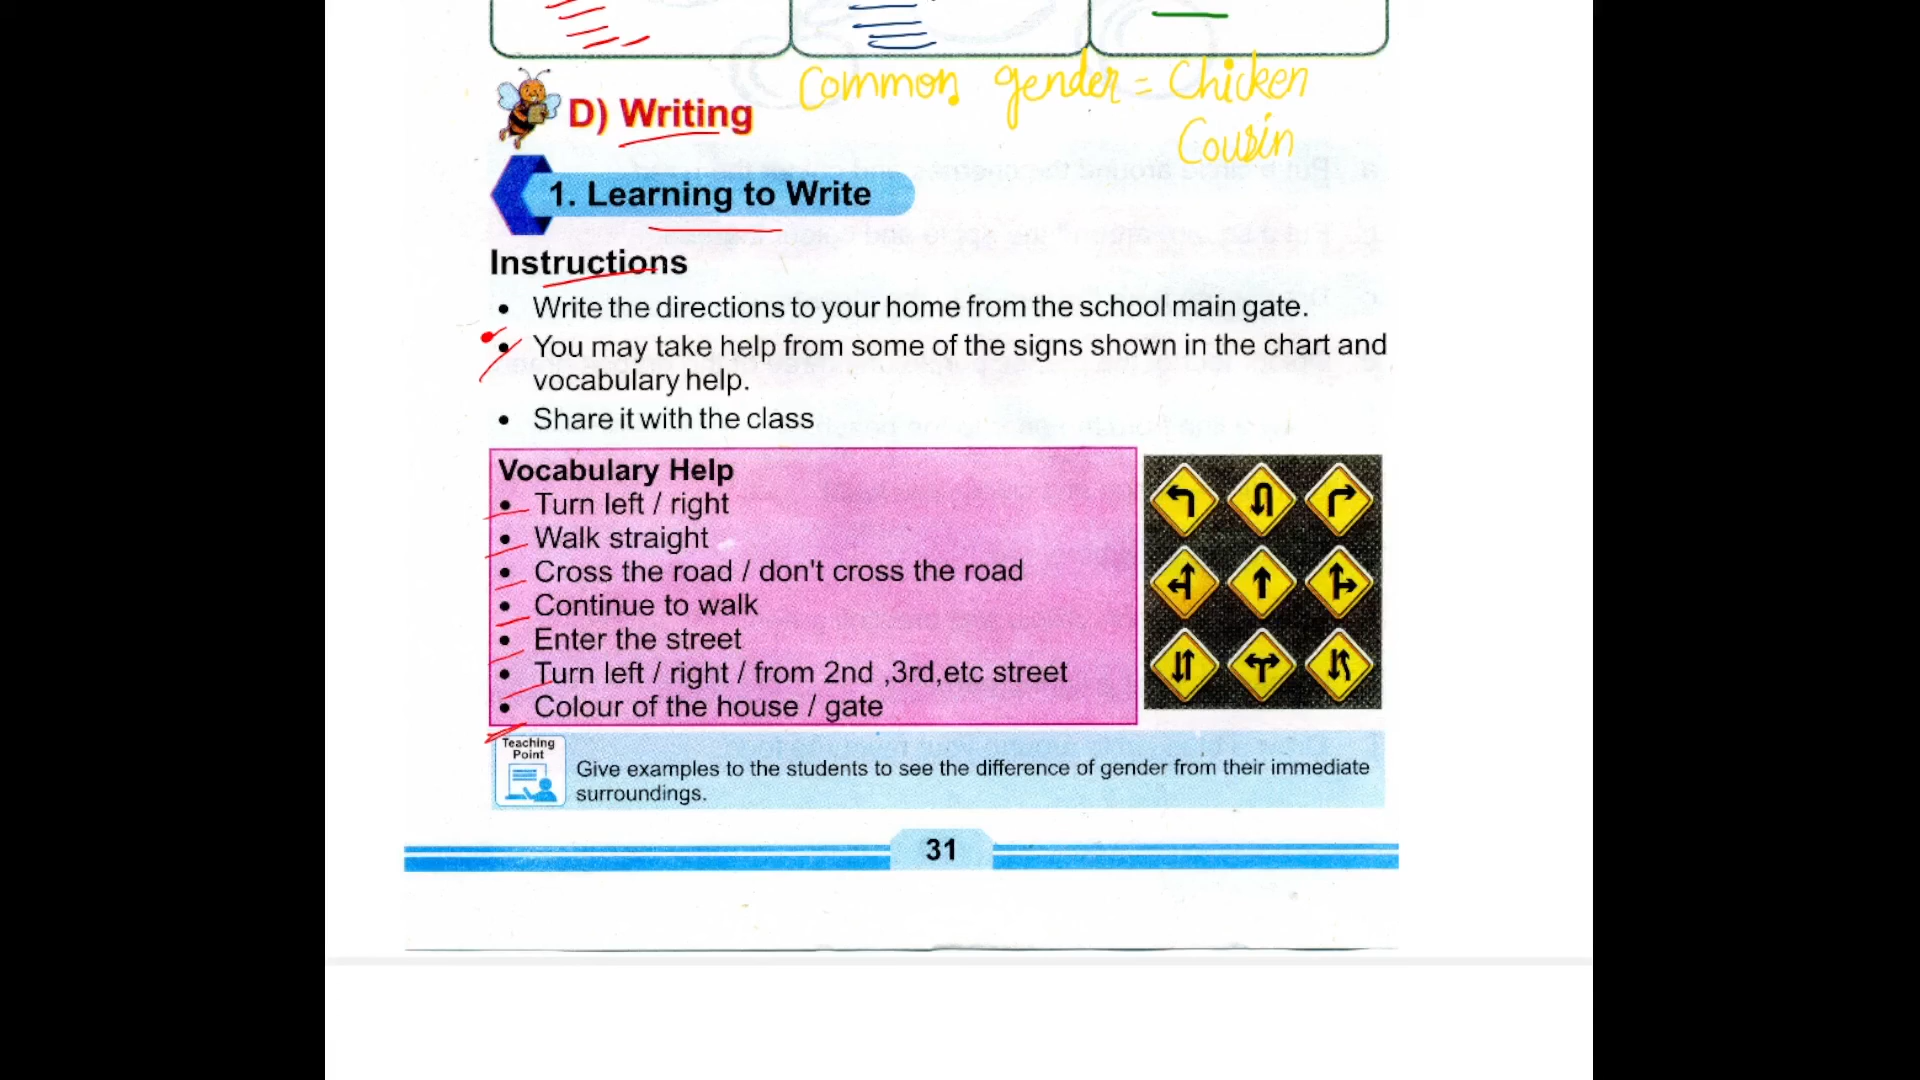 Common gender = Chicken
Cousin
D) Writing
1. Learning to Write
Instructions
• Write the directions to your home from the school main gate.
• You may take help from some of the signs shown in the chart and
vocabulary help.
• Share it with the class
Vocabulary Help
• Turn left / right
• Walk straight
• Cross the road / don't cross the road
• Continue to walk
• Enter the street
• Turn left / right / from 2nd ,3rd,etc street
• Colour of the house / gate
Teaching
Point
Give examples to the students to see the difference of gender from their immediate
surroundings.
31